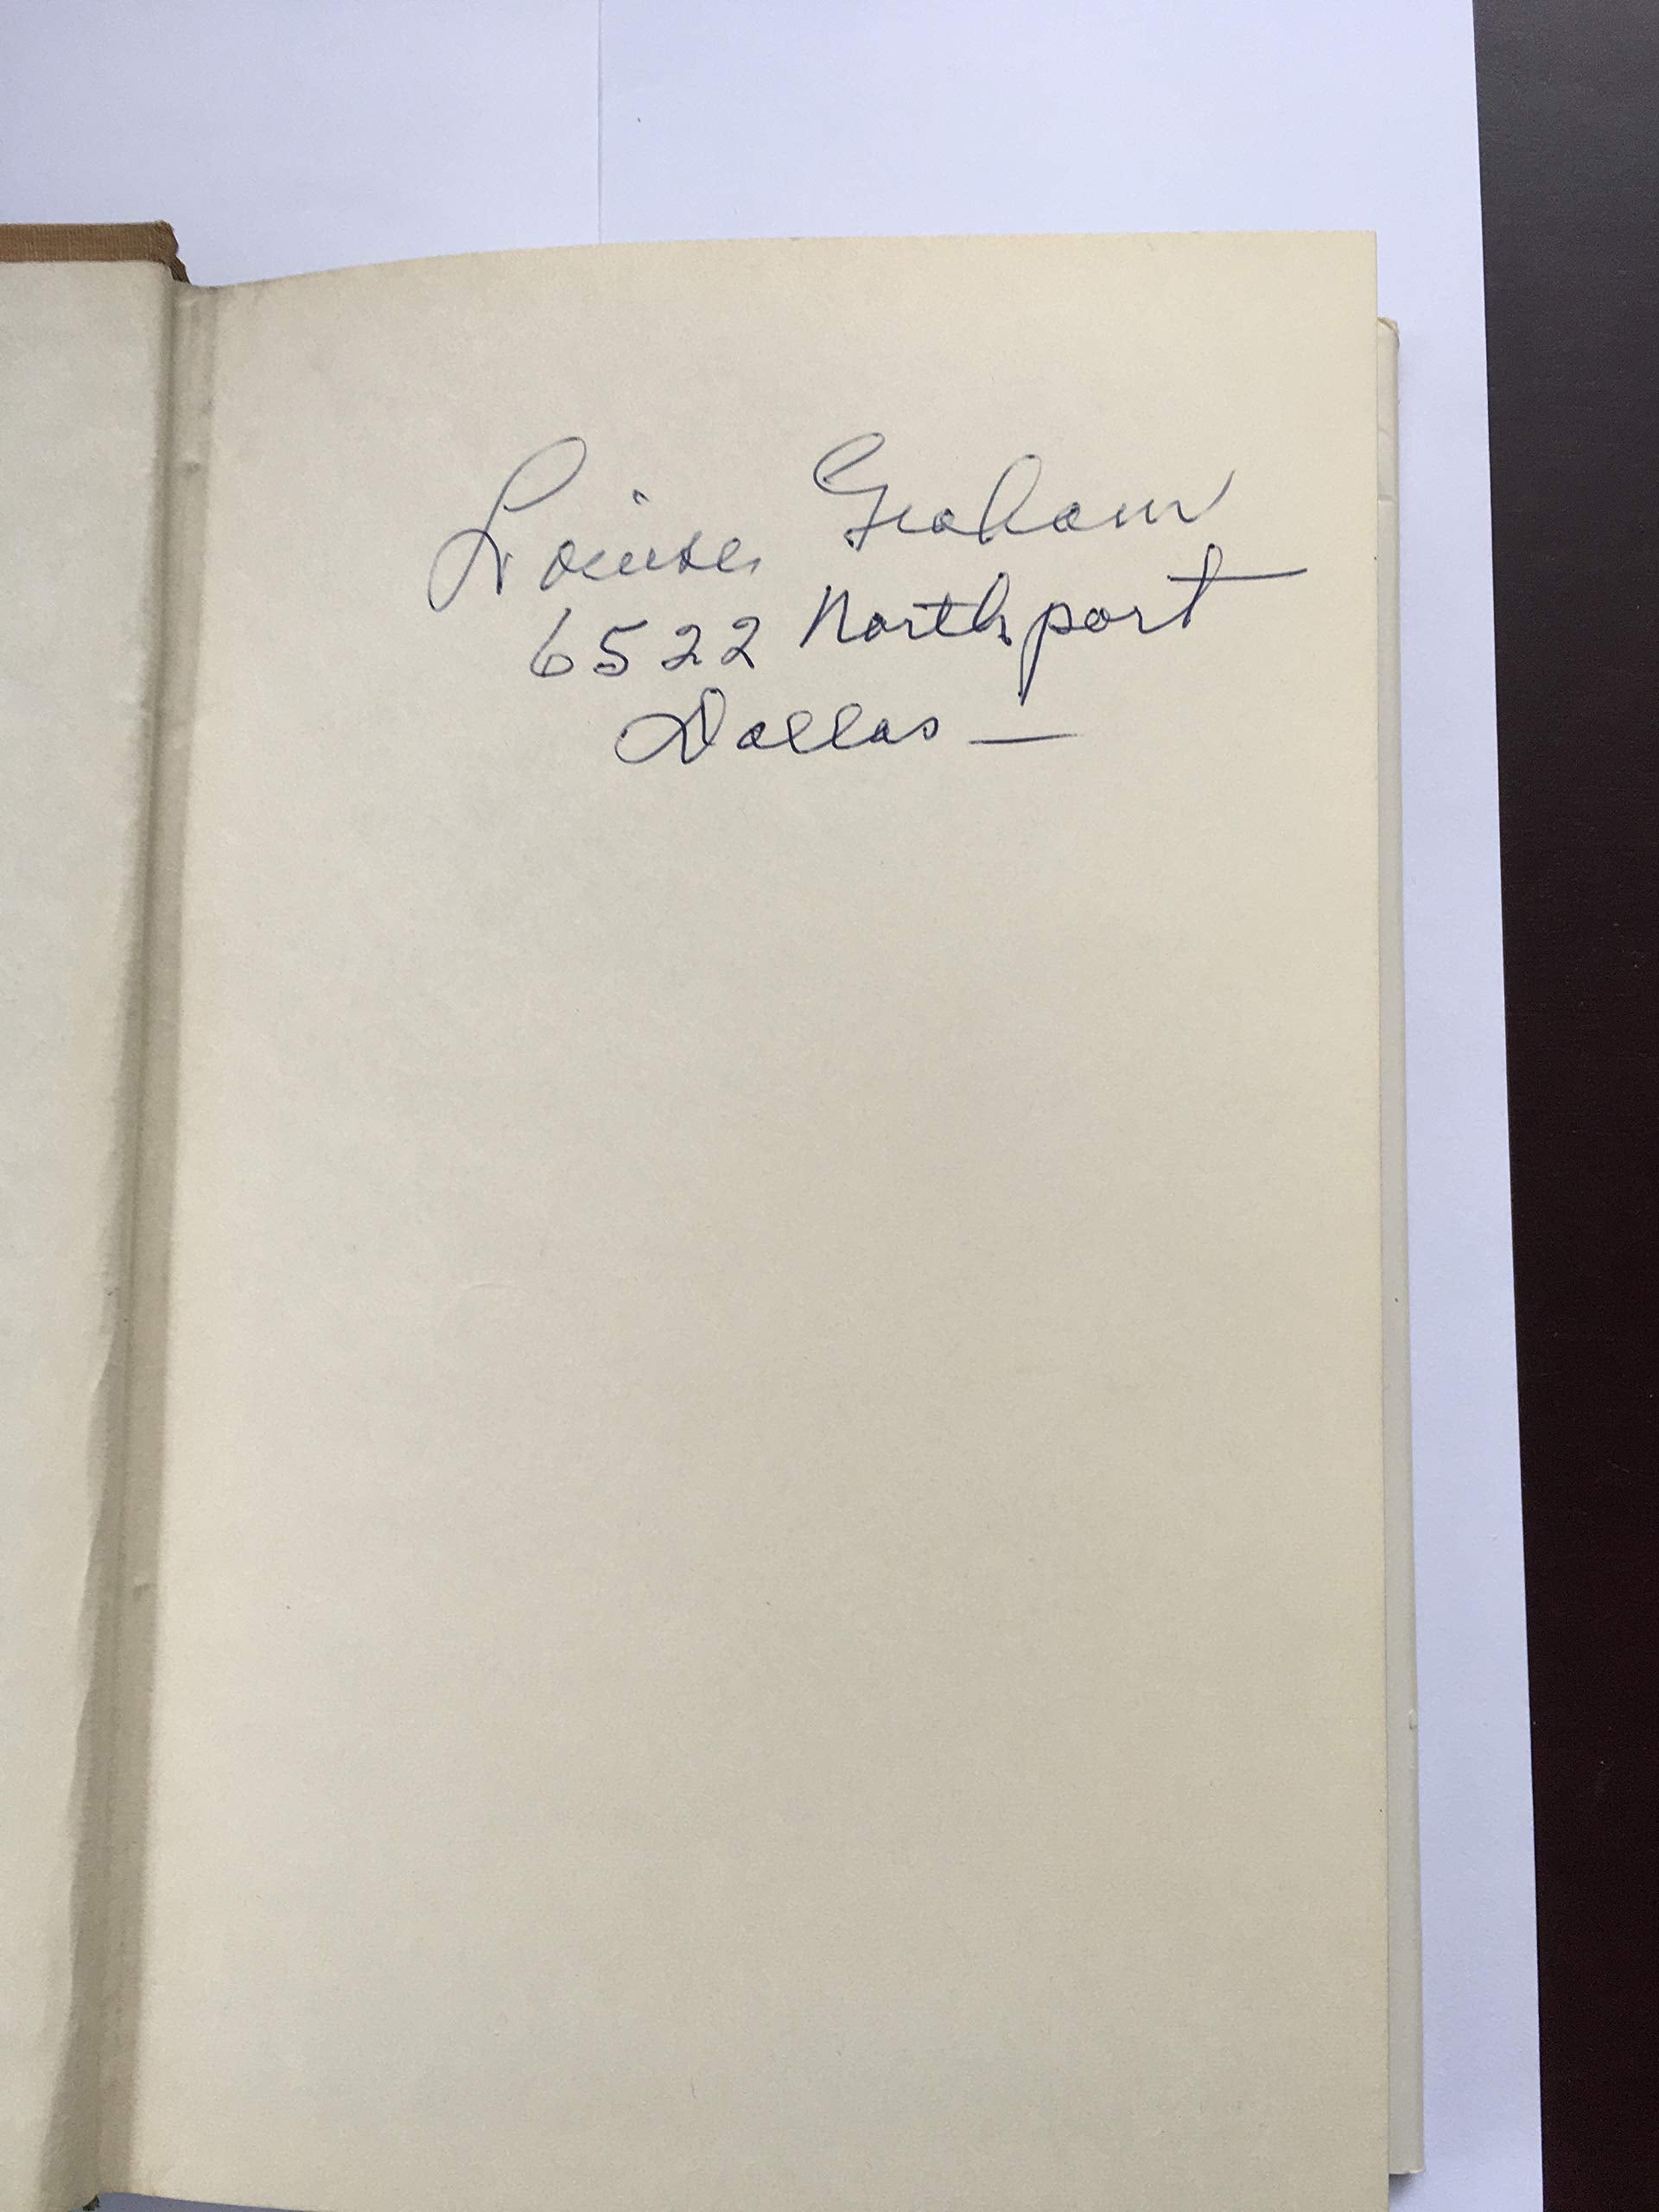 Louise Graham
6522 Northport
Dallas —